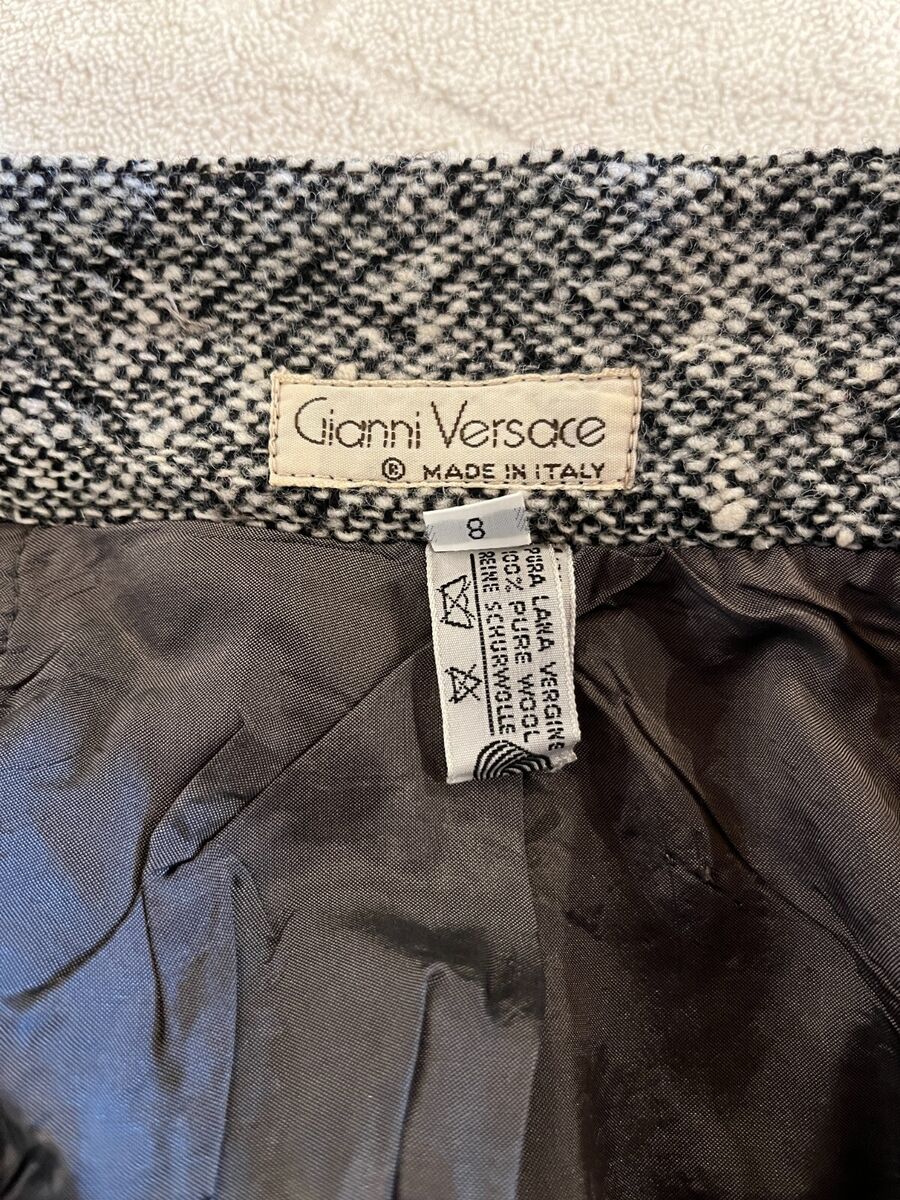 Gianni Versace
® MADE IN ITALY
8
PURA LANA VERGINE
100% PURE WOOL
REINE SCHURWOLLE